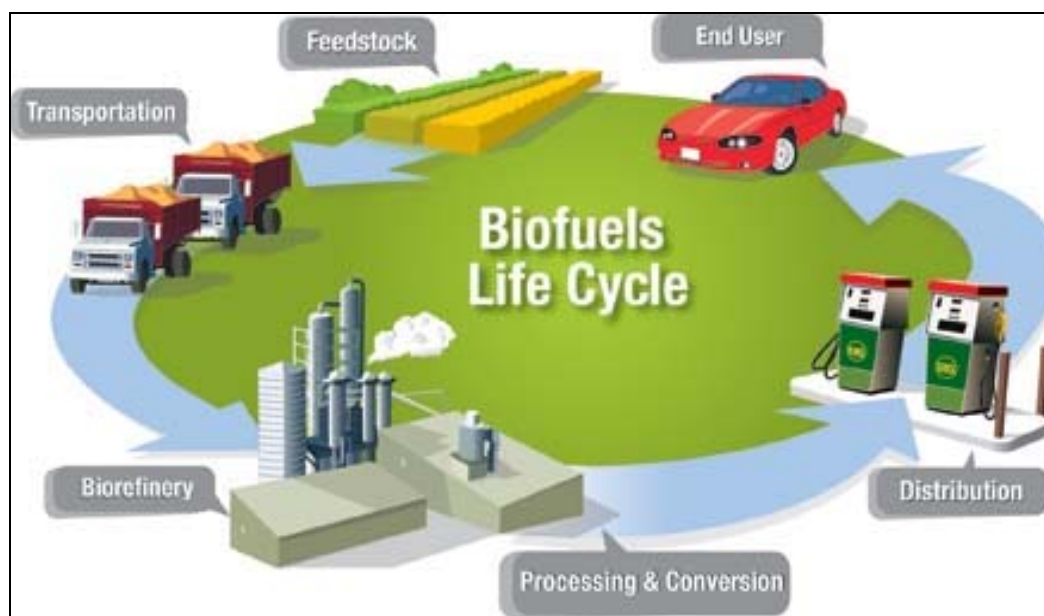 Feedstock
End User
Transportation
Biofuels
Life Cycle
Biorefinery
Distribution
Processing & Conversion